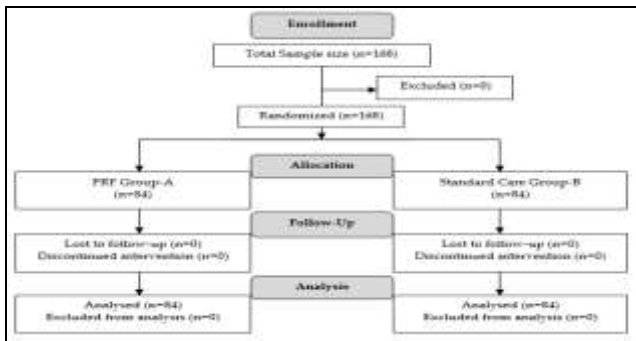 Enrollment
Total Sample size (n=168)
Excluded (n=0)
Randomized (n=168)
Allocation
PRF Group-A
(n=84)
Standard Care Group-B
(n=84)
Follow-Up
Lost to follow-up (n=0)
Discontinued intervention (n=0)
Lost to follow-up (n=0)
Discontinued intervention (n=0)
Analysis
Analysed (n=84)
Excluded from analysis (n=0)
Analysed (n=84)
Excluded from analysis (n=0)